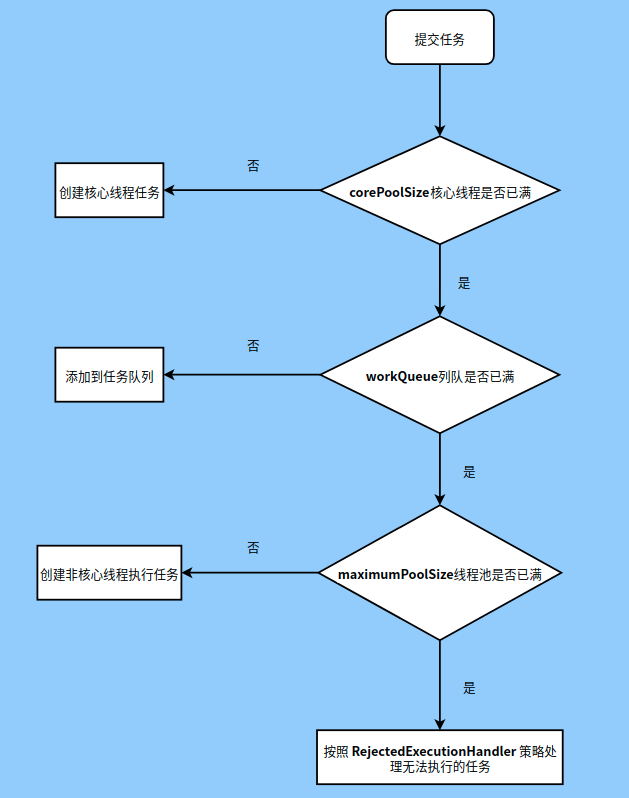 提交任务
否
创建核心线程任务
corePoolSize核心线程是否已满
是
否
添加到任务队列
workQueue列队是否已满
是
否
创建非核心线程执行任务
maximumPoolSize线程池是否已满
是
按照 RejectedExecutionHandler 策略处
理无法执行的任务